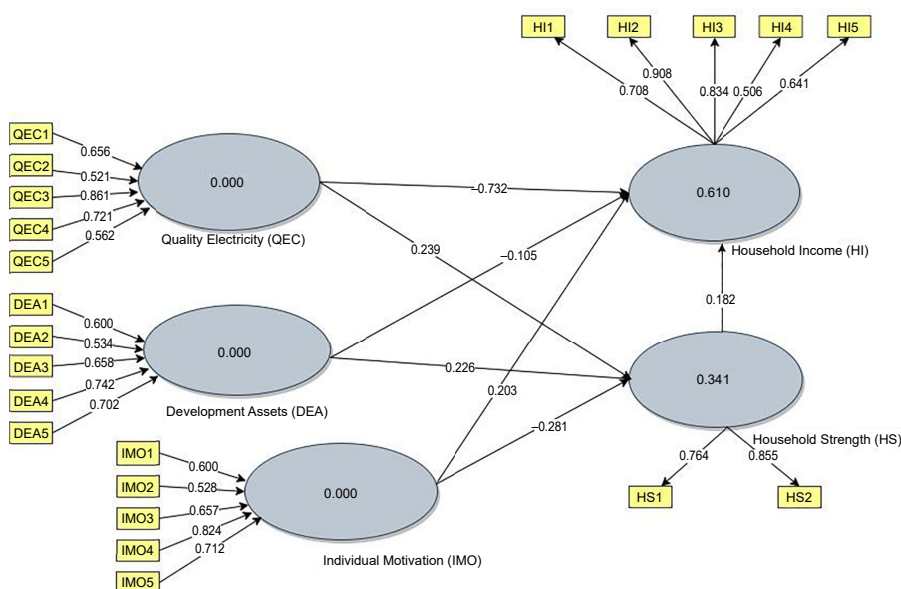 HI1 HI2 HI3 HI4 HI5
0.908
0.708 0.834 0.506 0.641
QEC1
0.656
QEC2
0.521
QEC3
0.861
QEC4
0.721
QEC5
0.562
0.000
Quality Electricity (QEC)
–0.732
0.239
0.610
Household Income (HI)
–0.105
0.182
DEA1
0.600
DEA2
0.534
DEA3
0.658
DEA4
0.742
DEA5
0.702
0.000
Development Assets (DEA)
0.226
0.203
–0.281
0.341
Household Strength (HS)
0.764 0.855
HS1 HS2
IMO1
0.600
IMO2
0.528
IMO3
0.657
IMO4
0.824
IMO5
0.712
0.000
Individual Motivation (IMO)